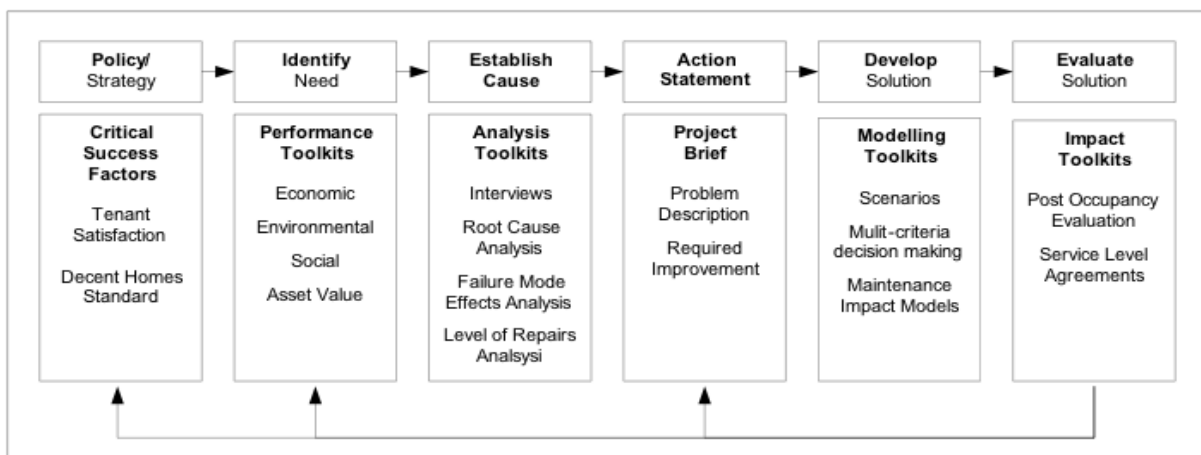 Policy/
Strategy
Identify
Need
Establish
Cause
Action
Statement
Develop
Solution
Evaluate
Solution
Critical
Success
Factors
Tenant
Satisfaction
Decent Homes
Standard
Performance
Toolkits
Economic
Environmental
Social
Asset Value
Analysis
Toolkits
Interviews
Root Cause
Analysis
Failure Mode
Effects Analysis
Level of Repairs
Analsysi
Project
Brief
Problem
Description
Required
Improvement
Modelling
Toolkits
Scenarios
Mulit-criteria
decision making
Maintenance
Impact Models
Impact
Toolkits
Post Occupancy
Evaluation
Service Level
Agreements